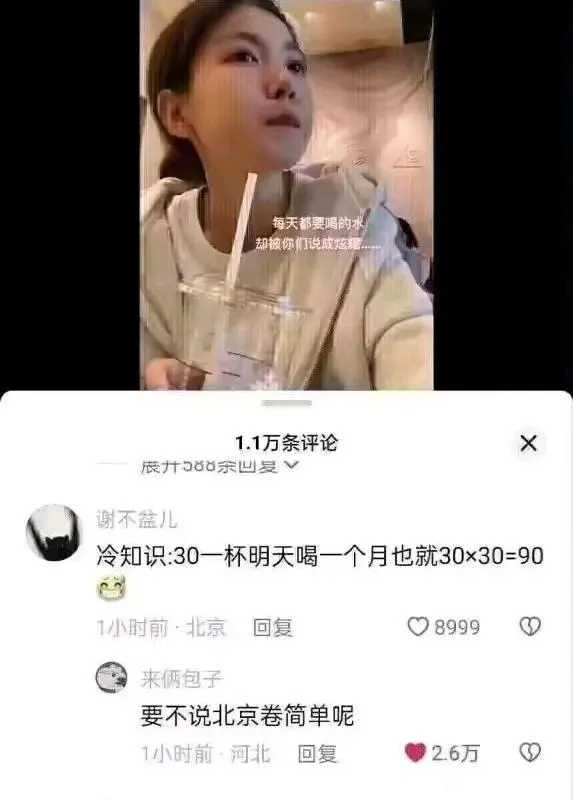 每天都要喝的水
却被你们说成炫耀......
1.1万条评论
展开588条回复
谢不盆儿
冷知识:30一杯明天喝一个月也就30×30=90
1小时前·北京 回复 8999
来俩包子
要不说北京卷简单呢
1小时前·河北 回复 2.6万